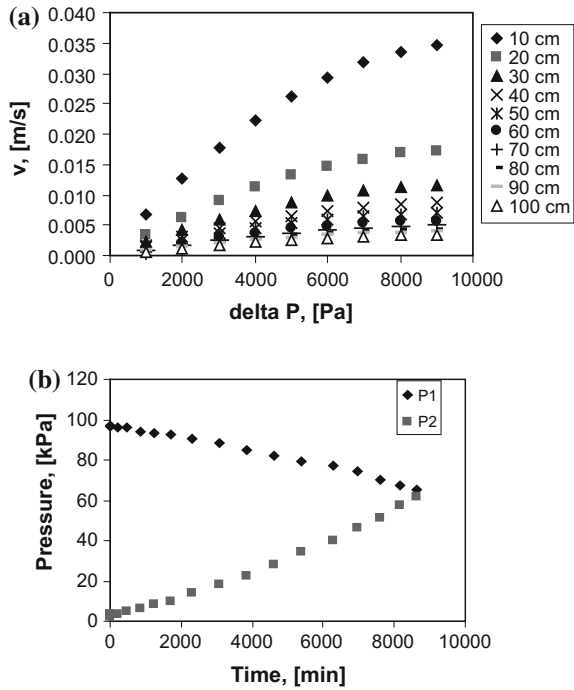 (a)
0.040
0.035
0.030
0.025
0.020
0.015
0.010
0.005
0.000
v, [m/s]
0 2000 4000 6000 8000 10000
delta P, [Pa]
10 cm
20 cm
30 cm
40 cm
50 cm
60 cm
70 cm
80 cm
90 cm
100 cm
(b)
120
100
80
60
40
20
0
Pressure, [kPa]
0 2000 4000 6000 8000 10000
Time, [min]
P1
P2